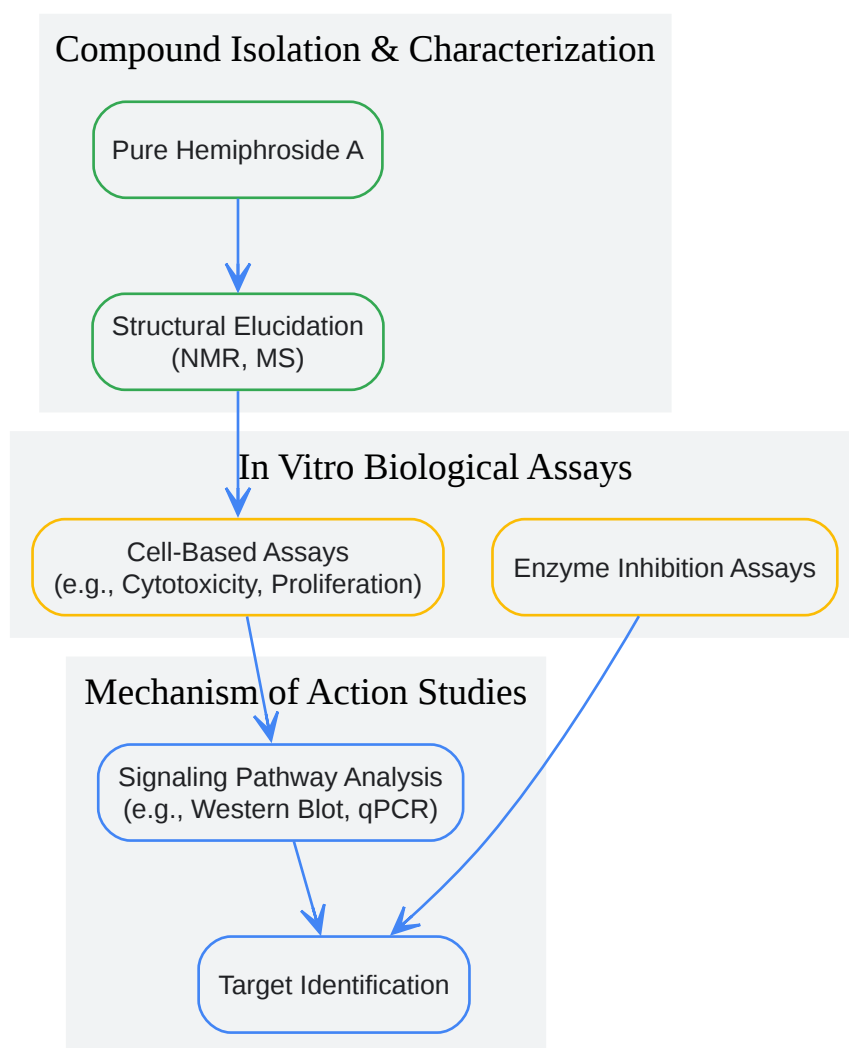 Compound Isolation & Characterization
Pure Hemiphroside A
Structural Elucidation
(NMR, MS)
In Vitro Biological Assays
Cell-Based Assays
(e.g., Cytotoxicity, Proliferation)
Enzyme Inhibition Assays
Mechanism of Action Studies
Signaling Pathway Analysis
(e.g., Western Blot, qPCR)
Target Identification